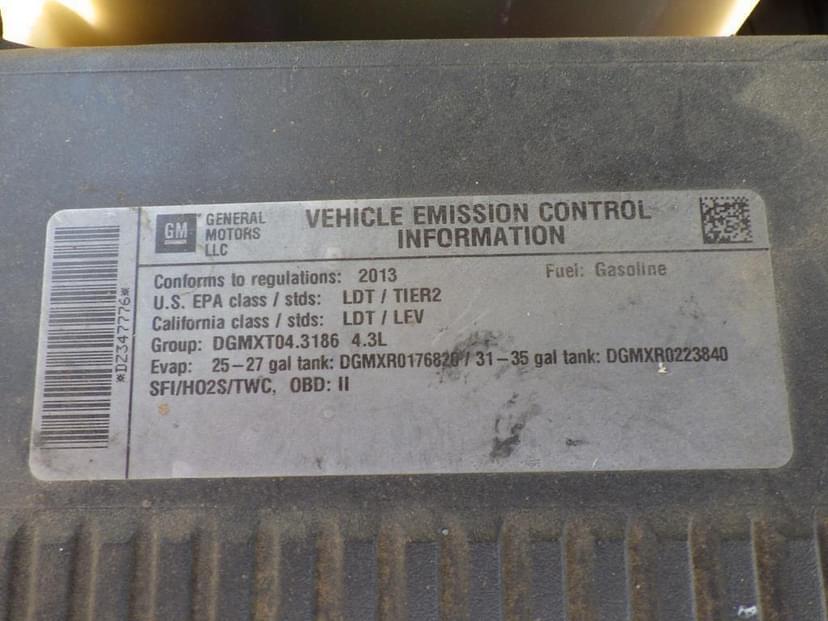 GM
GENERAL
MOTORS
LLC
VEHICLE EMISSION CONTROL
INFORMATION
*DZ347776*
Conforms to regulations: 2013
Fuel: Gasoline
U.S. EPA class / stds: LDT / TIER2
California class / stds: LDT / LEV
Group: DGMXT04.3186 4.3L
Evap: 25-27 gal tank: DGMXR0176820 / 31-35 gal tank: DGMXR0223840
SFI/HO2S/TWC, OBD: II